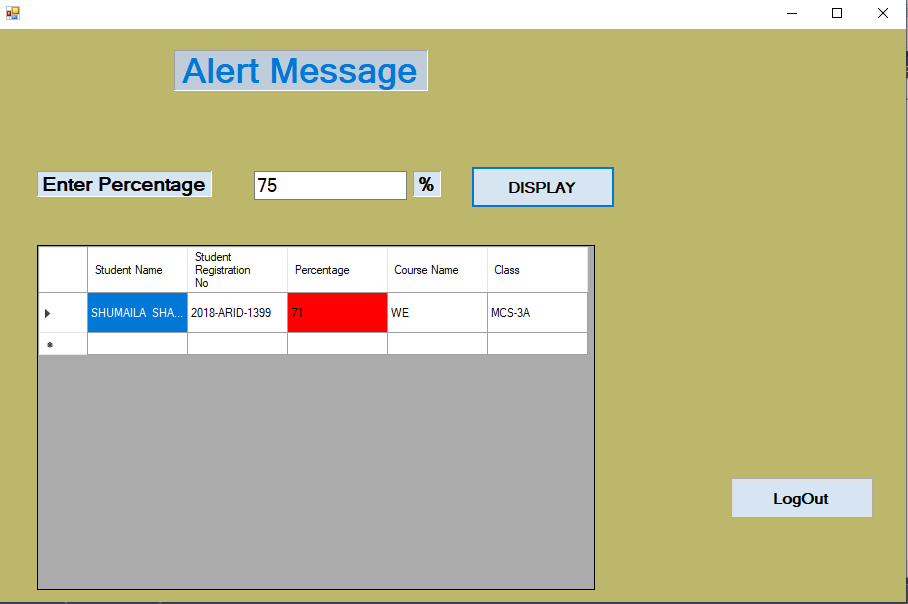 Alert Message
Enter Percentage 75 % DISPLAY
Student Name Student Registration No Percentage Course Name Class
SHUMAILA SHA... 2018-ARID-1399 71 WE MCS-3A
LogOut